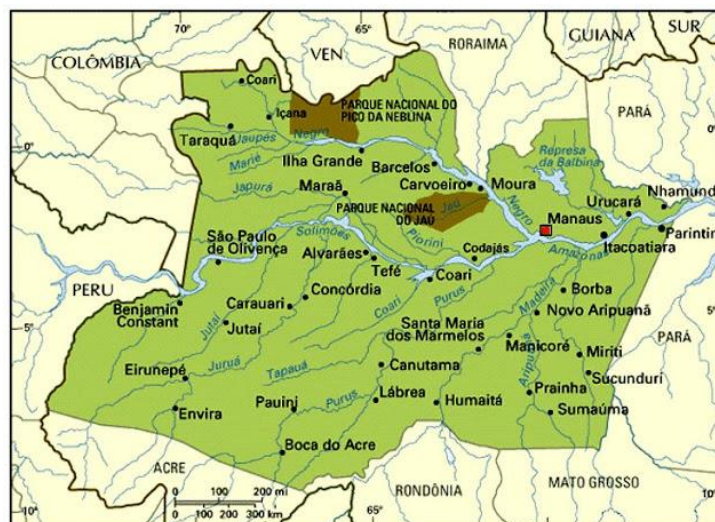 70°
65°
COLÔMBIA
VEN
RORAIMA
GUIANA
SUR
PARÁ
Coari
Içana
PARQUE NACIONAL DO
PICO DA NEBLINA
Taraquá
Uaupés
Negro
0°
0°
Marié
Ilha Grande
Barcelos
Represa
da Balbina
Japurá
Maraã
Carvoeiro
Moura
Urucará
Nhamundá
PARQUE NACIONAL
DO JAÚ
Jaú
Negro
Manaus
Parintin
São Paulo
de Olivença
Solimões
Piorini
Codajás
Amazonas
Itacoatiara
Alvarães
Tefé
Coari
PERU
Benjamin
Constant
Carauari
Concórdia
Coari
Purus
Madeira
Borba
Novo Aripuanã
5°
Jutaí
Jutaí
Santa Maria
dos Marmelos
Manicoré
Miriti
PARÁ
Eirunepé
Juruá
Tapauá
Canutama
Aripuanã
Sucunduri
Envira
Pauini
Purus
Lábrea
Humaitá
Prainha
Sumaúma
Boca do Acre
ACRE
RONDÔNIA
MATO GROSSO
0 100 200 mi
0 100 200 300 km
10°
65°
10°